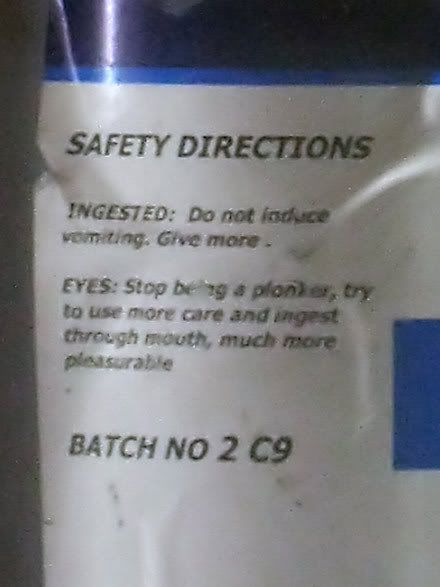 SAFETY DIRECTIONS
INGESTED: Do not induce
vomiting. Give more .
EYES: Stop being a plonker, try
to use more care and ingest
through mouth, much more
pleasurable
BATCH NO 2 C9